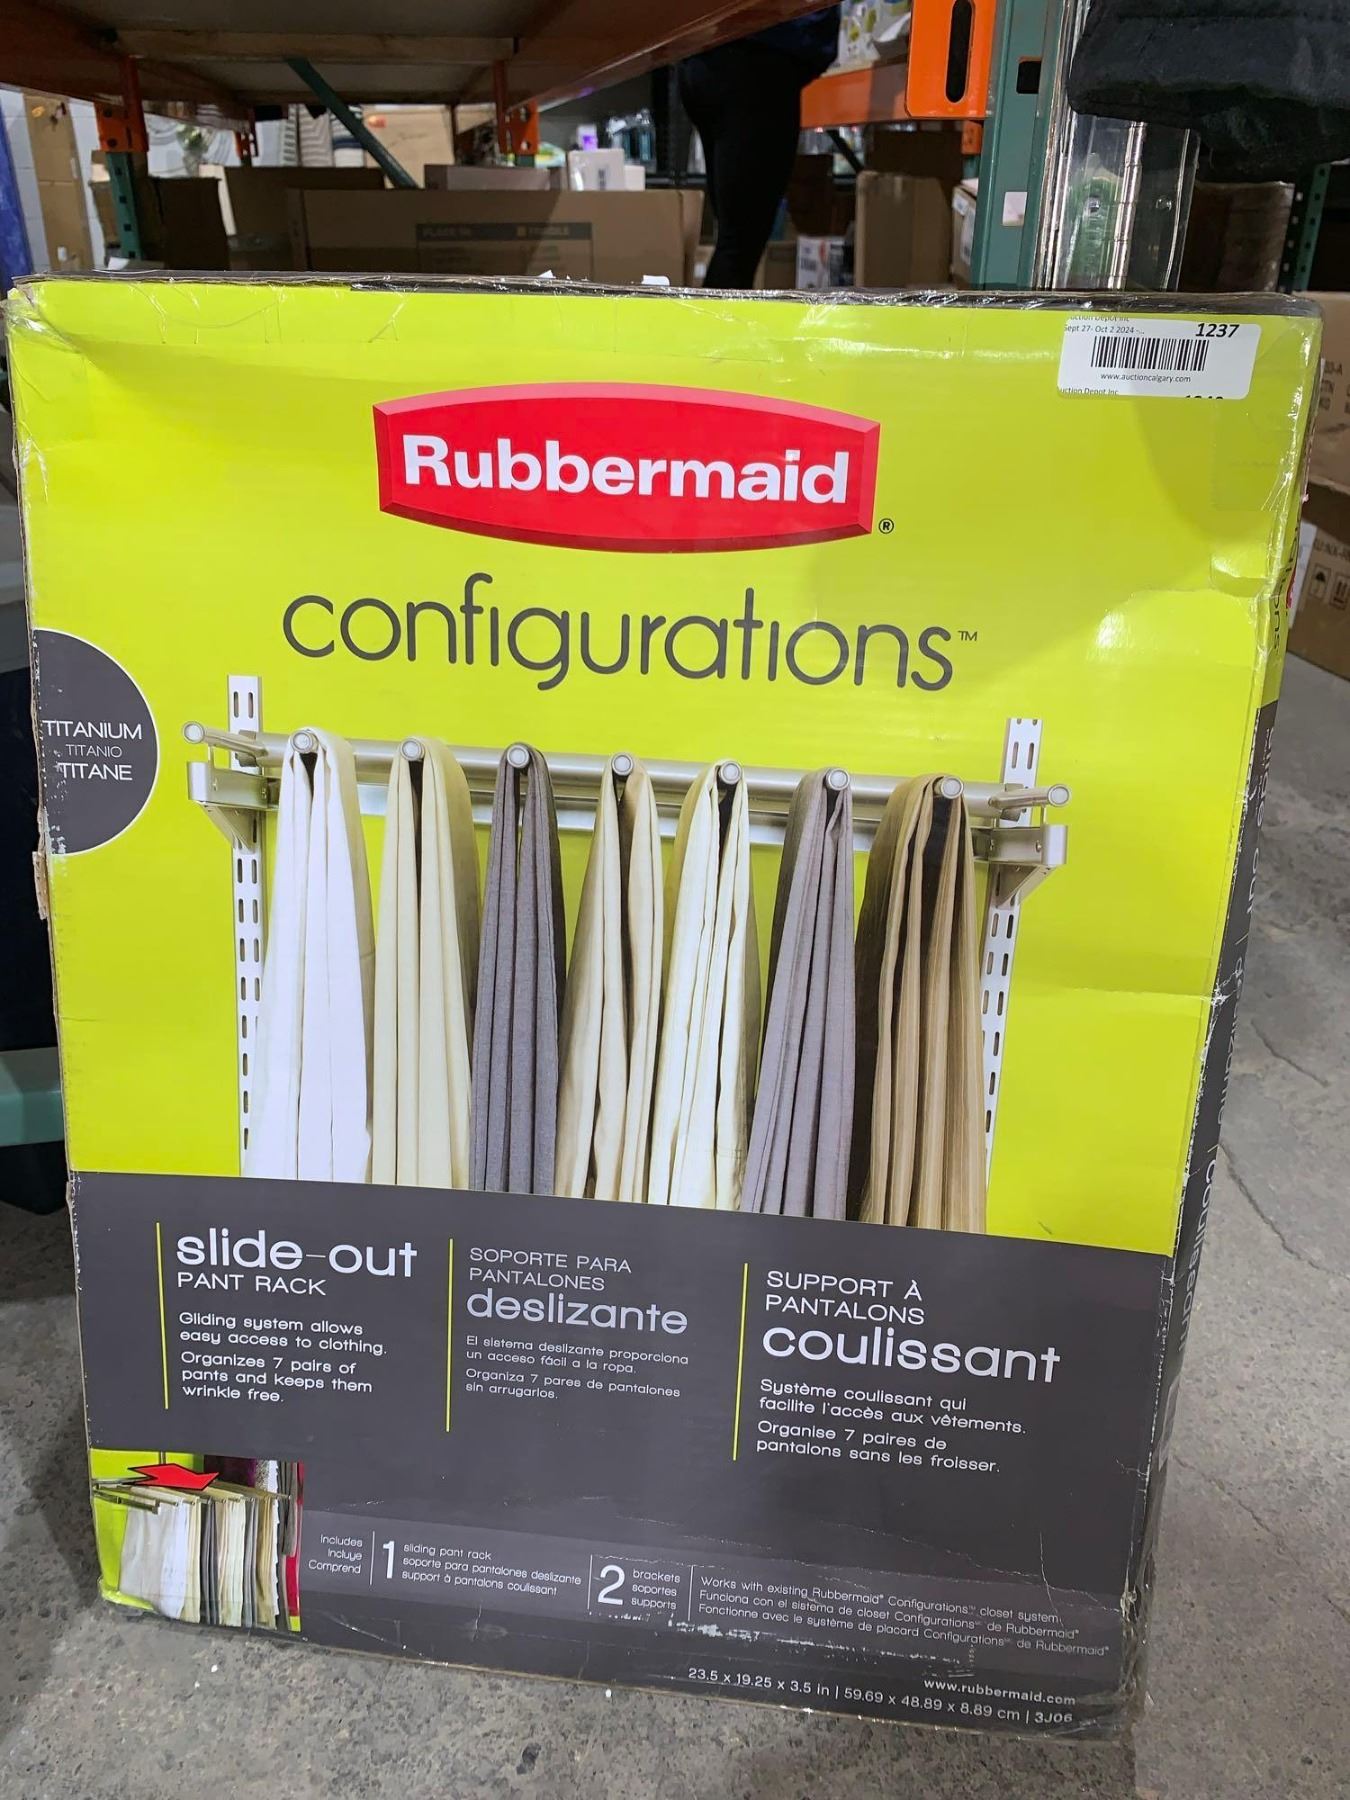 1237
Sept 27- Oct 2 2024 -...
www.auctioncalgary.com
Rubbermaid®
configurations™
TITANIUM
TITANIO
TITANE
slide-out
PANT RACK
Gliding system allows
easy access to clothing.
Organizes 7 pairs of
pants and keeps them
wrinkle free.
SOPORTE PARA
PANTALONES
deslizante
El sistema deslizante proporciona
un acceso fácil a la ropa.
Organiza 7 pares de pantalones
sin arrugarlos.
SUPPORT À
PANTALONS
coulissant
Système coulissant qui
facilite l'accès aux vêtements.
Organise 7 paires de
pantalons sans les froisser.
Includes
Incluye
Comprend
1
sliding pant rack
soporte para pantalones deslizante
support à pantalons coulissant
2
brackets
soportes
supports
Works with existing Rubbermaid® Configurations™ closet system
Funciona con el sistema de closet Configurations™ de Rubbermaid®
Fonctionne avec le système de placard Configurations™ de Rubbermaid®
www.rubbermaid.com
23.5 x 19.25 x 3.5 in | 59.69 x 48.89 x 8.89 cm | 3J06